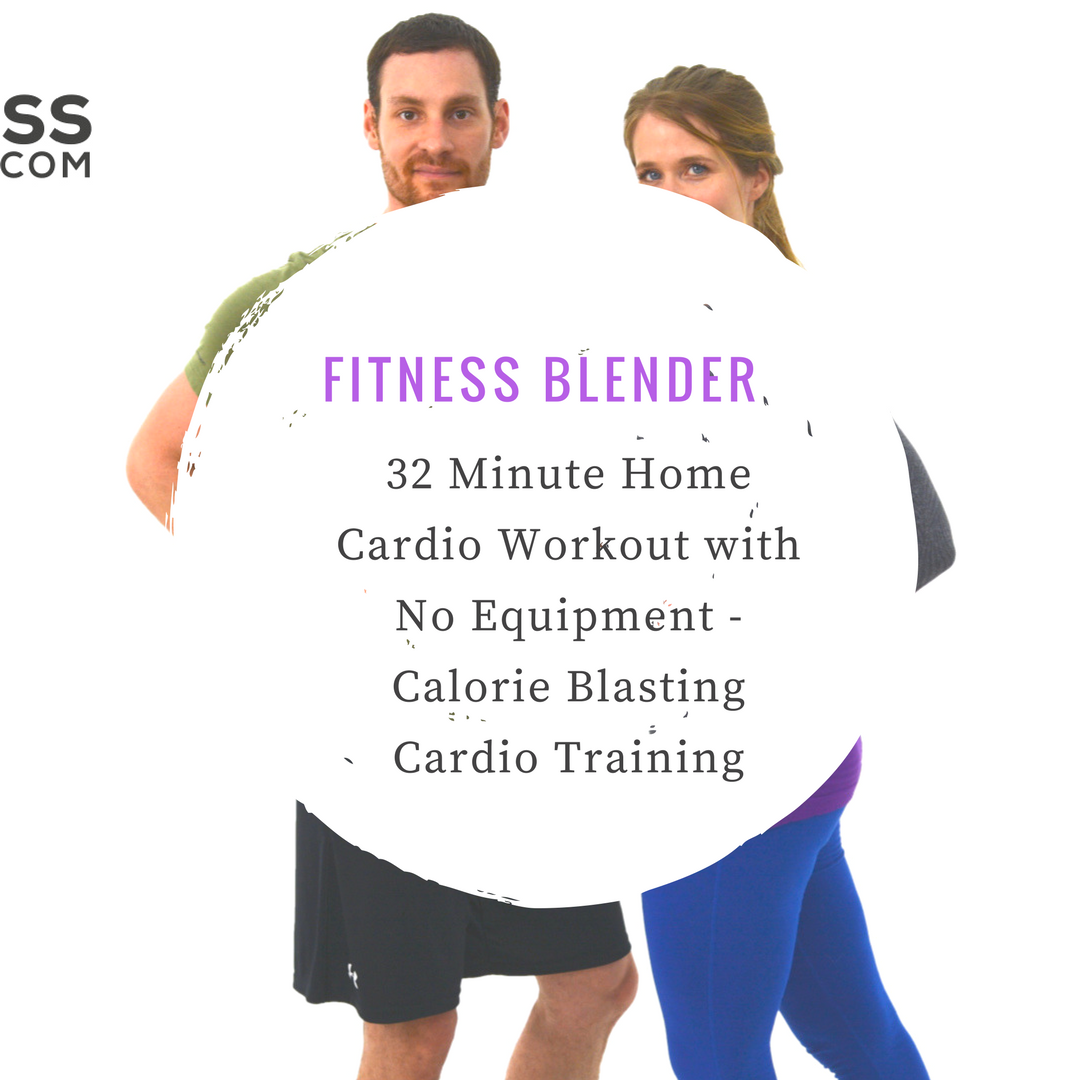 SS
COM
FITNESS BLENDER
32 Minute Home
Cardio Workout with
No Equipment -
Calorie Blasting
Cardio Training